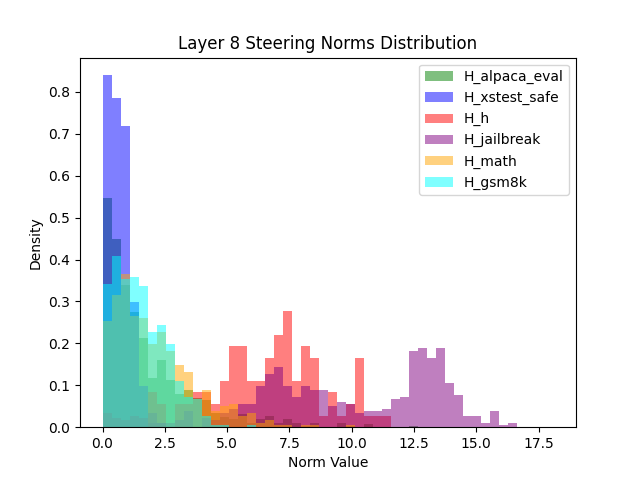 Layer 8 Steering Norms Distribution
H_alpaca_eval
H_xstest_safe
H_h
H_jailbreak
H_math
H_gsm8k
Density
0.8
0.7
0.6
0.5
0.4
0.3
0.2
0.1
0.0
0.0 2.5 5.0 7.5 10.0 12.5 15.0 17.5
Norm Value